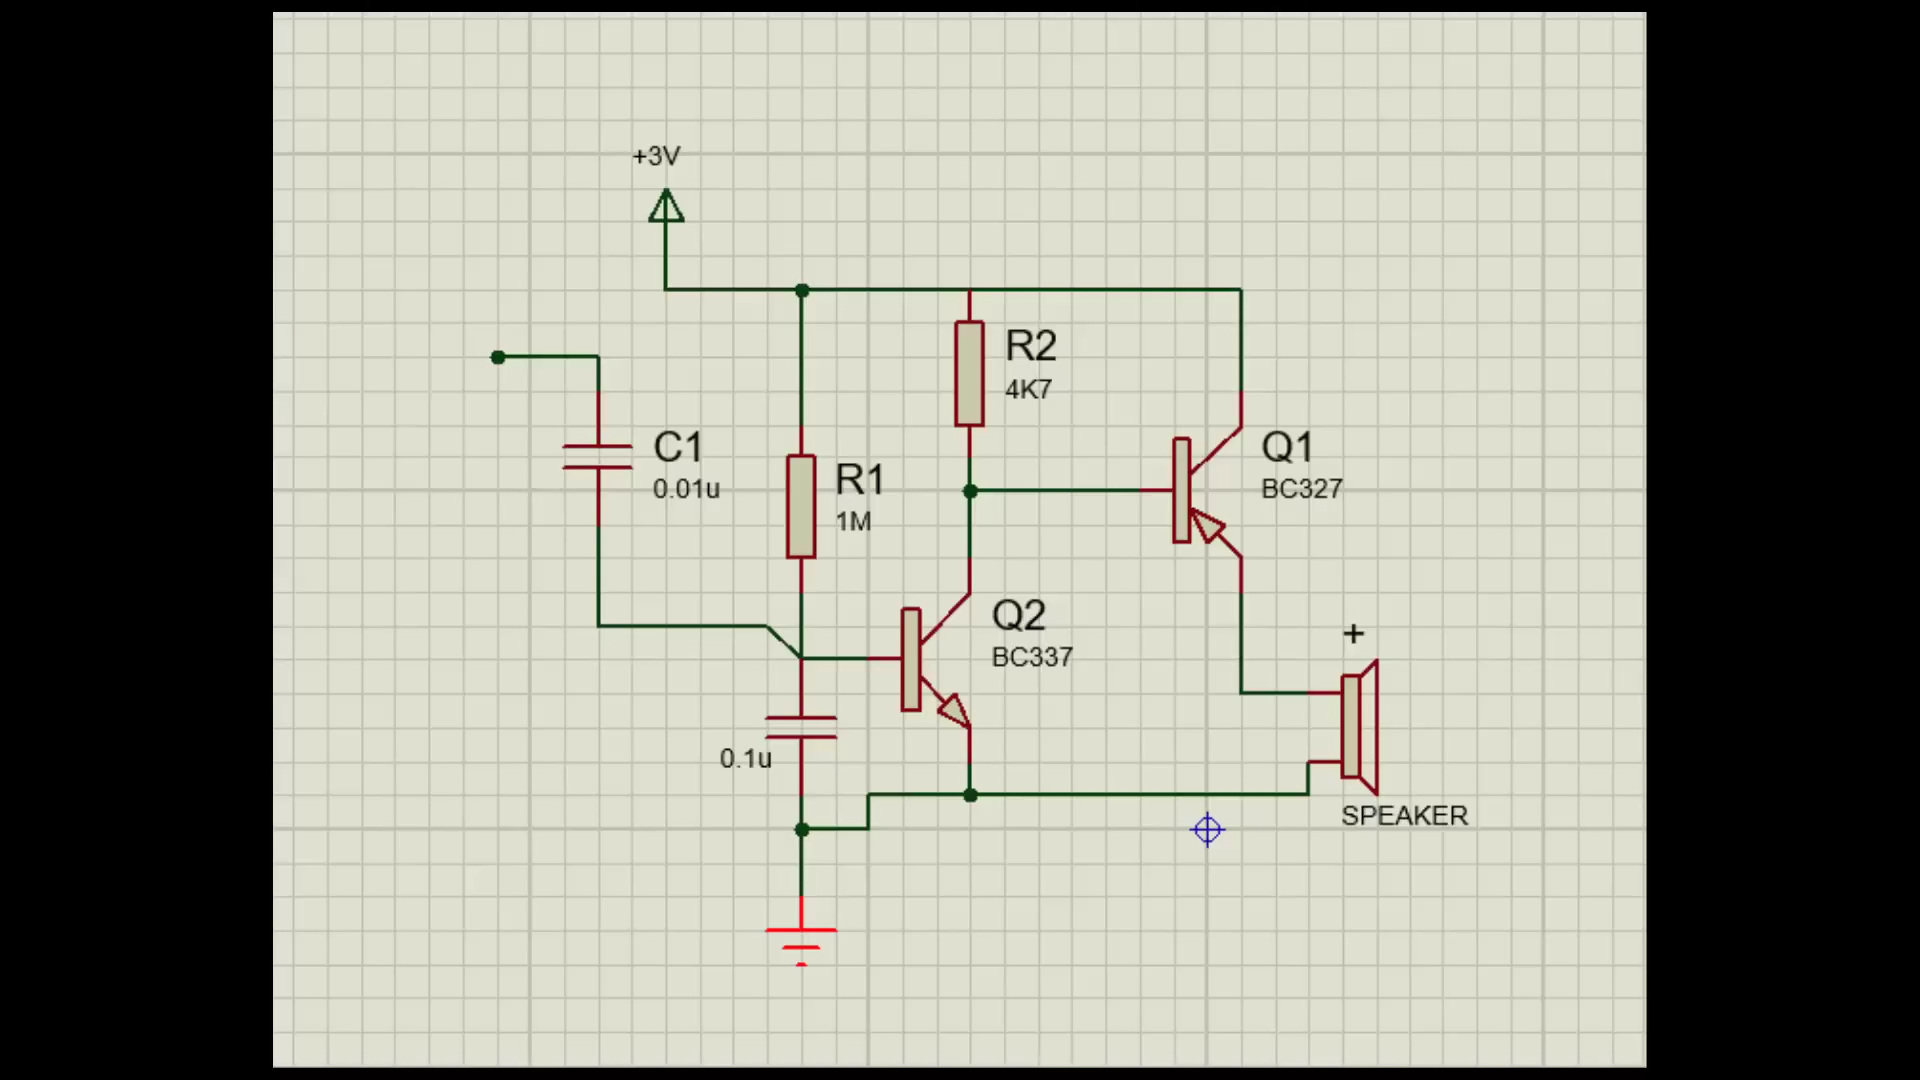 +3V
R2
4K7
C1
0.01u
R1
1M
Q1
BC327
Q2
BC337
+
0.1u
SPEAKER